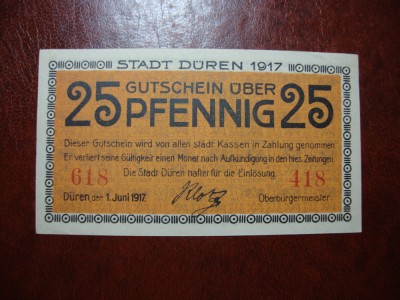 STADT DÜREN 1917
GUTSCHEIN ÜBER
25 PFENNIG 25
Dieser Gutschein wird von allen städt. Kassen in Zahlung genommen.
Er verliert seine Gültigkeit einen Monat nach Aufkündigung in den hies. Zeitungen.
618 Die Stadt Düren haftet für die Einlösung. 418
Düren, den 1. Juni 1917. Oberbürgermeister.